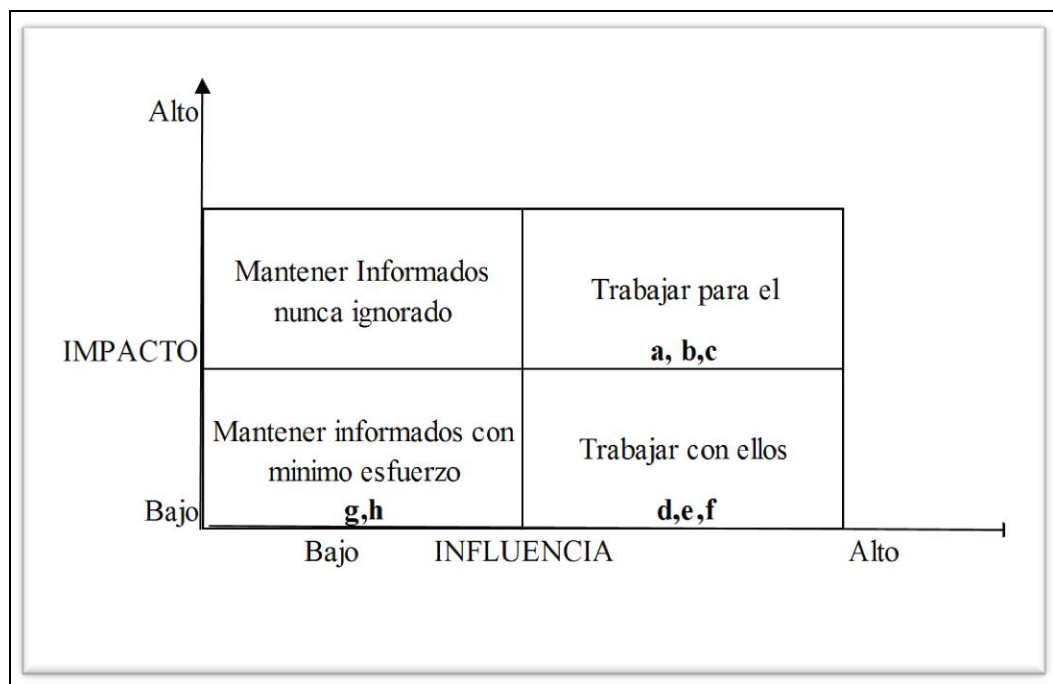 Alto
Mantener Informados
nunca ignorado
Trabajar para el
a, b,c
IMPACTO
Mantener informados con
minimo esfuerzo
g,h
Trabajar con ellos
d,e,f
Bajo
Bajo
INFLUENCIA
Alto